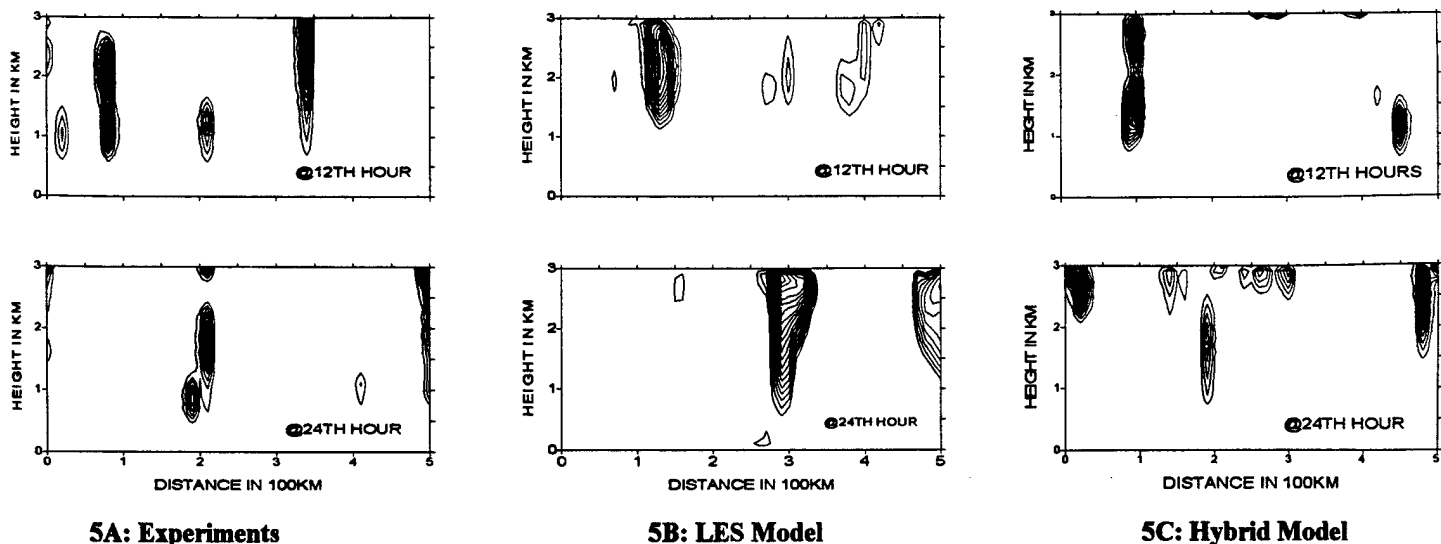 3
2
1
0
HEIGHT IN KM
@12TH HOUR
3
2
1
0
HEIGHT IN KM
@12TH HOUR
3
2
1
0
HEIGHT IN KM
@12TH HOURS
3
2
1
0
HEIGHT IN KM
@24TH HOUR
0 1 2 3 4 5
DISTANCE IN 100KM
3
2
1
0
HEIGHT IN KM
@24TH HOUR
0 1 2 3 4 5
DISTANCE IN 100KM
3
2
1
0
HEIGHT IN KM
@24TH HOUR
0 1 2 3 4 5
DISTANCE IN 100KM
5A: Experiments
5B: LES Model
5C: Hybrid Model